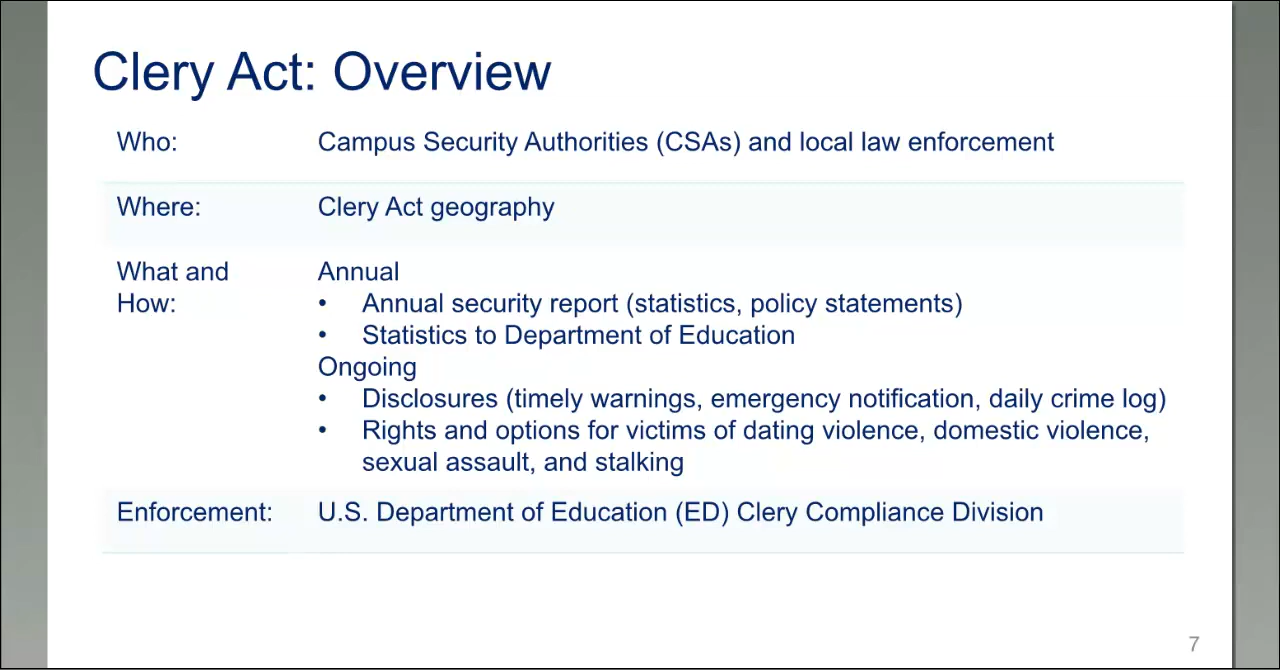 Clery Act: Overview
Who: Campus Security Authorities (CSAs) and local law enforcement
Where: Clery Act geography
What and How: Annual
• Annual security report (statistics, policy statements)
• Statistics to Department of Education
Ongoing
• Disclosures (timely warnings, emergency notification, daily crime log)
• Rights and options for victims of dating violence, domestic violence,
sexual assault, and stalking
Enforcement: U.S. Department of Education (ED) Clery Compliance Division
7